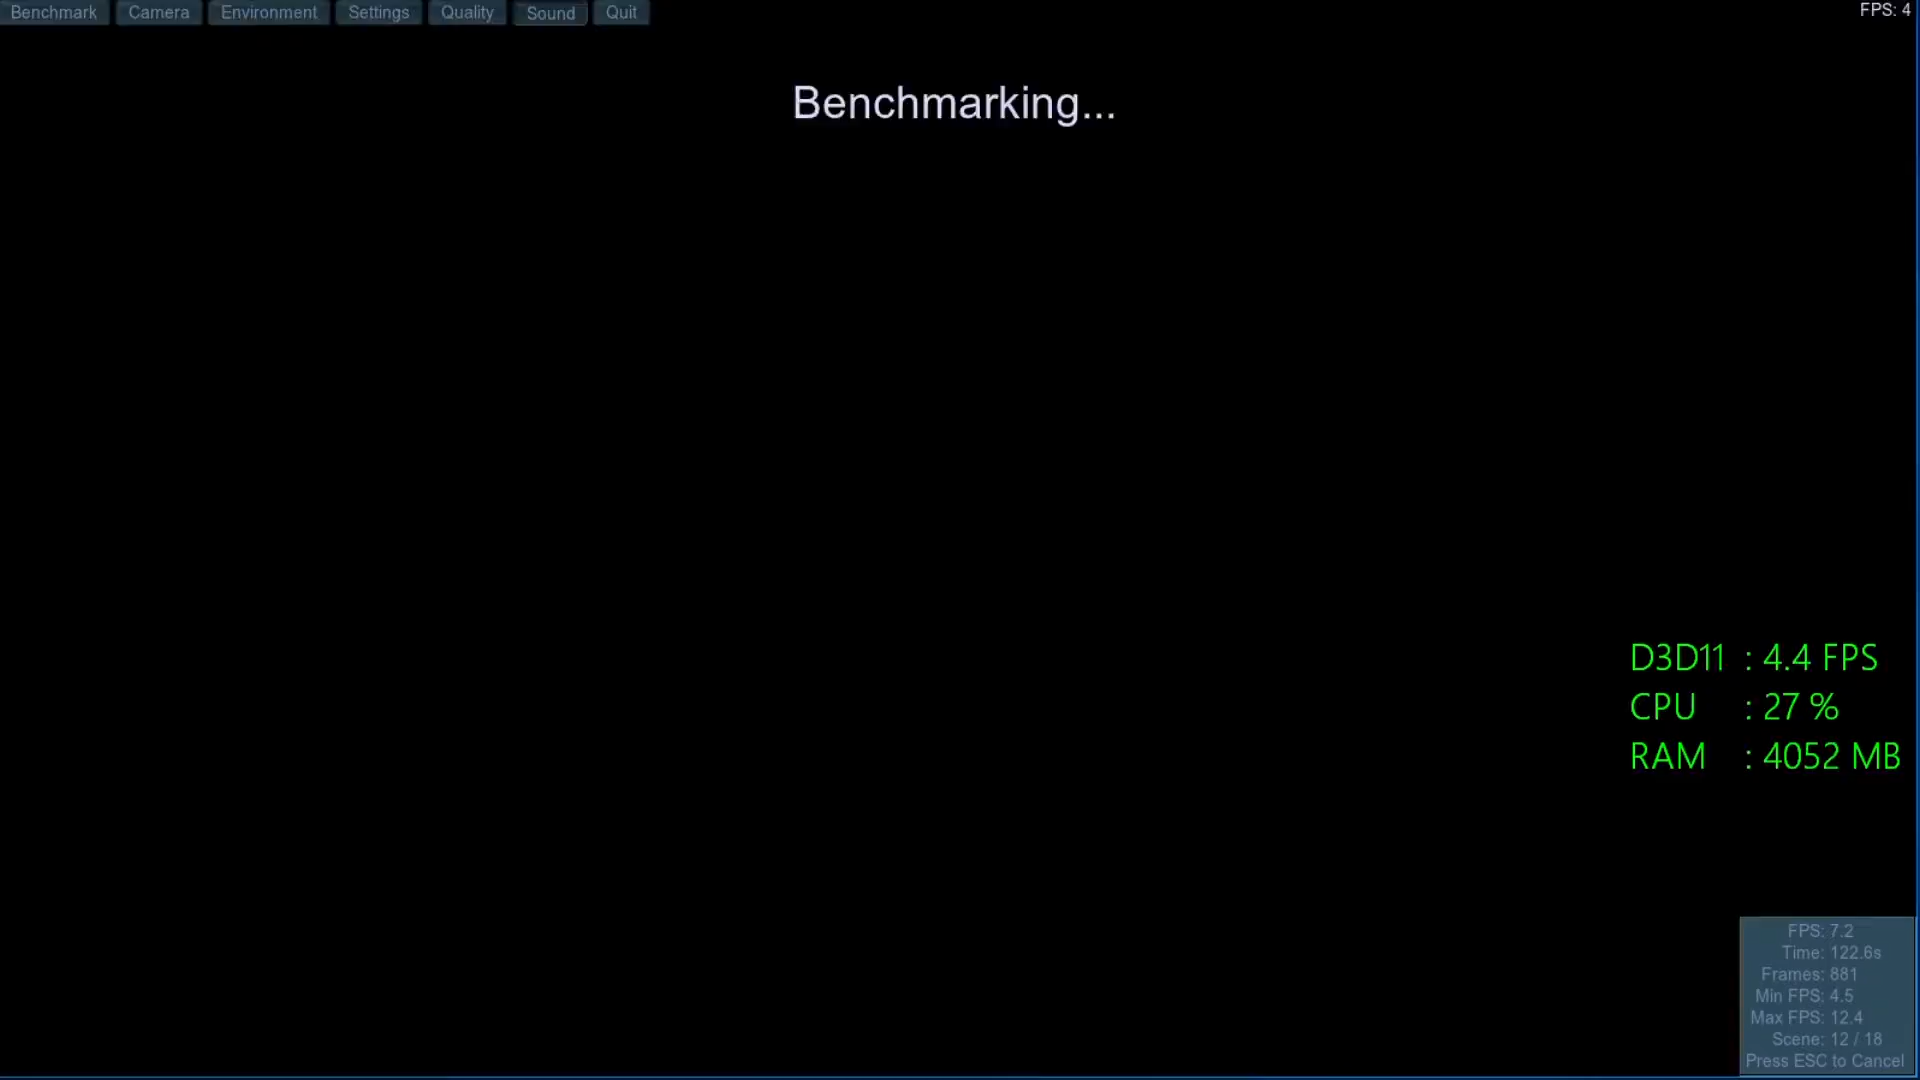 Benchmark Camera Environment Settings Quality Sound Quit FPS: 4
Benchmarking...
D3D11 : 4.4 FPS
CPU : 27 %
RAM : 4052 MB
FPS: 7.2
Time: 122.6s
Frames: 881
Min FPS: 4.5
Max FPS: 12.4
Scene: 12 / 18
Press ESC to Cancel